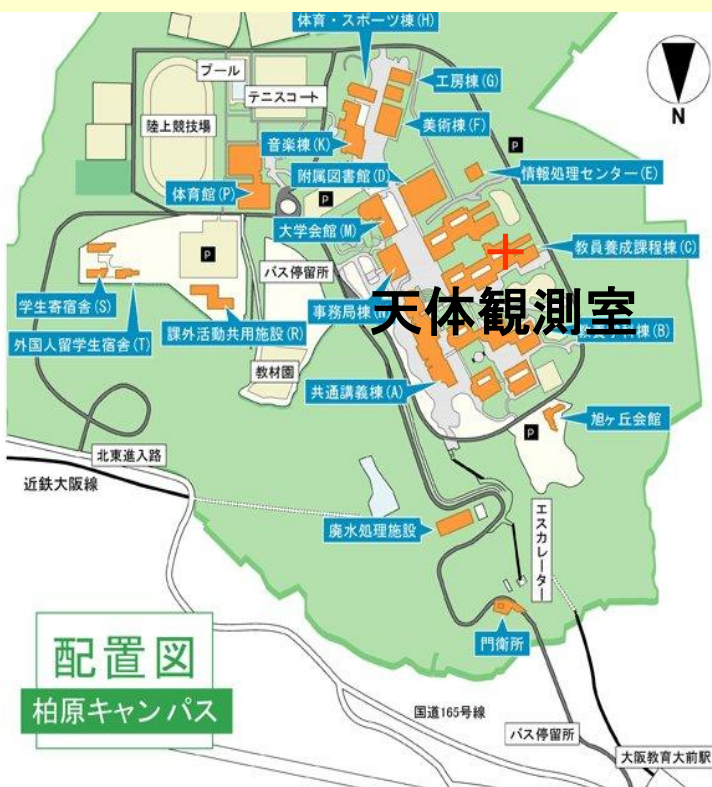 体育・スポーツ棟(H)
プール
工房棟(G)
テニスコート
N
陸上競技場
美術棟(F)
音楽棟(K)
P
附属図書館(D)
情報処理センター(E)
体育館(P)
P
大学会館(M)
教員養成課程棟(C)
P
バス停留所
学生寄宿舎(S)
事務局棟
天体観測室
外国人留学生宿舎(T)
課外活動共用施設(R)
(B)
教材園
共通講義棟(A)
旭ヶ丘会館
P
北東進入路
近鉄大阪線
エスカレーター
廃水処理施設
門衛所
配置図
柏原キャンパス
国道165号線
バス停留所
大阪教育大前駅